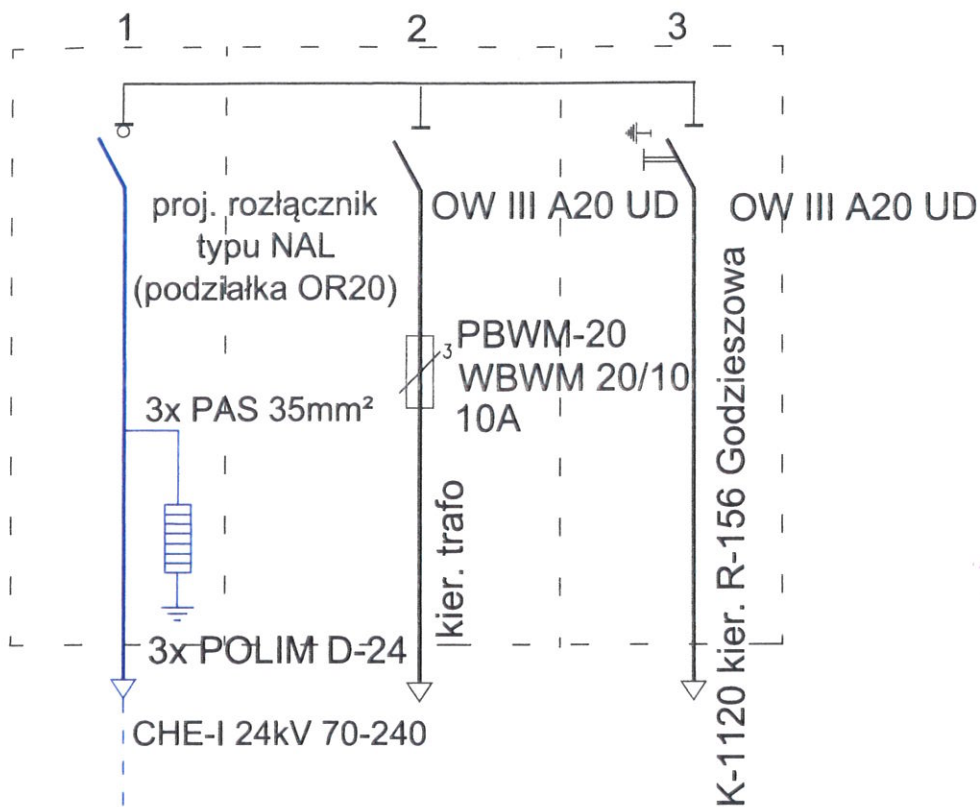 1
2
3
proj. rozłącznik
typu NAL
(podziałka OR20)
OW III A20 UD
OW III A20 UD
3
PBWM-20
WBWM 20/10
10A
3x PAS 35mm²
kier. trafo
K-1120 kier. R-156 Godzieszowa
3x POLIM D-24
CHE-I 24kV 70-240